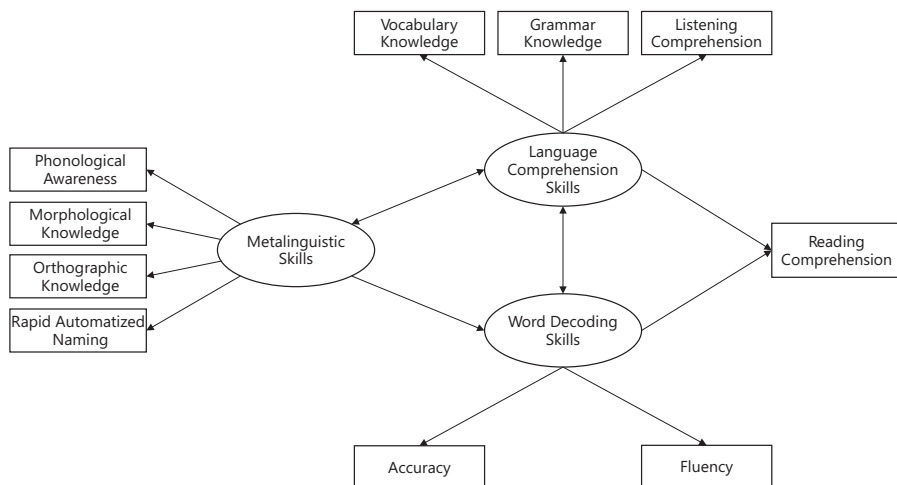 Vocabulary
Knowledge
Grammar
Knowledge
Listening
Comprehension
Language
Comprehension
Skills
Phonological
Awareness
Morphological
Knowledge
Orthographic
Knowledge
Rapid Automatized
Naming
Metalinguistic
Skills
Reading
Comprehension
Word Decoding
Skills
Accuracy
Fluency